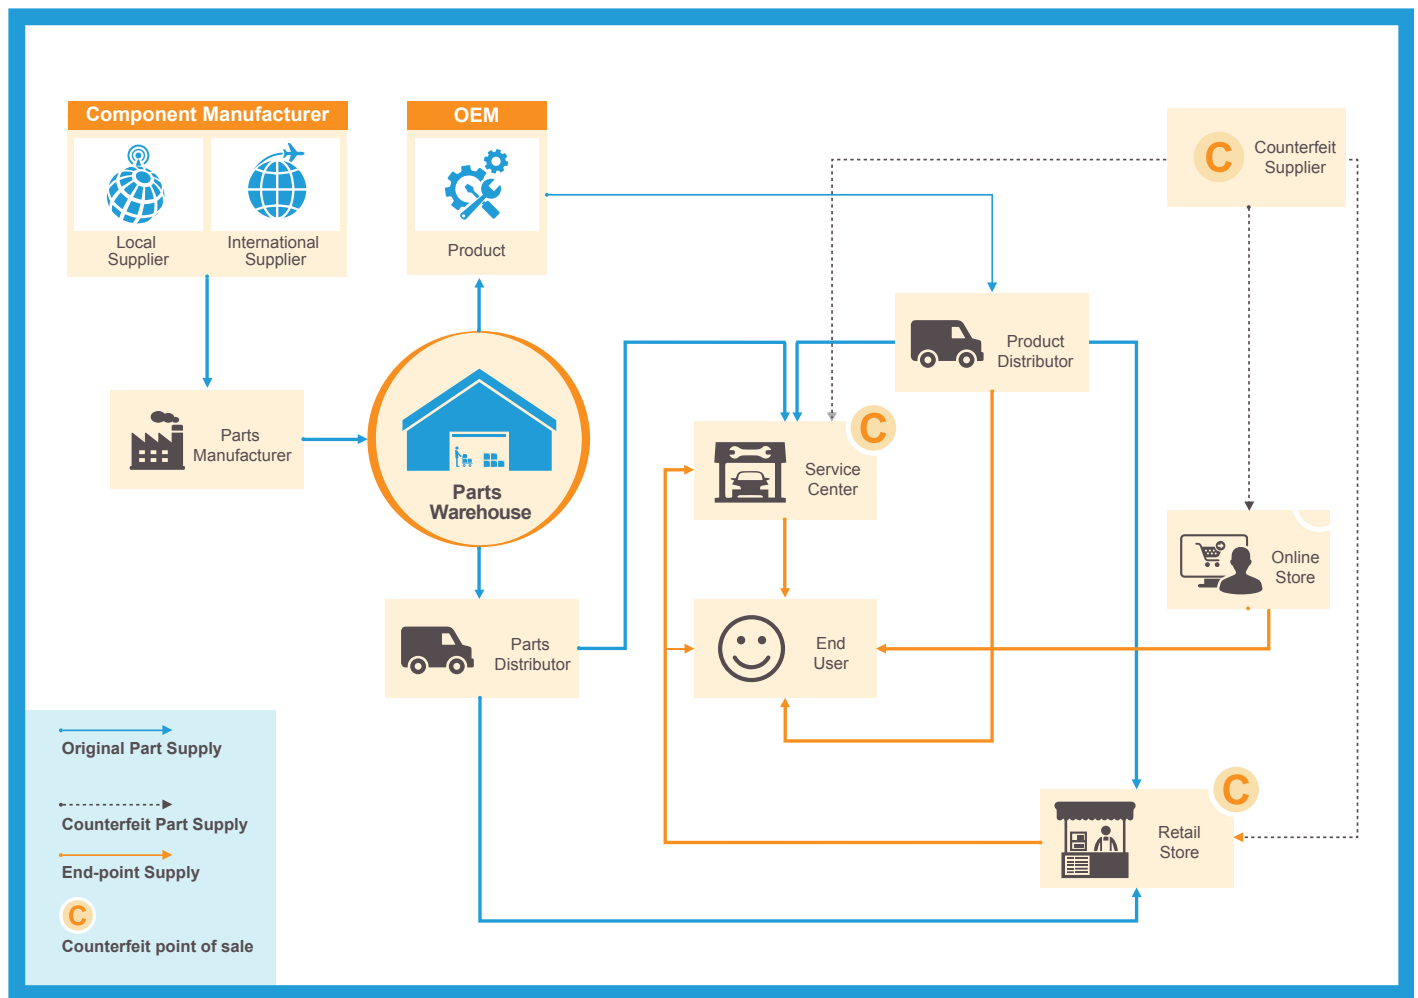 Component Manufacturer
OEM
Local
Supplier
International
Supplier
Product
C
Counterfeit
Supplier
Product
Distributor
Parts
Manufacturer
Parts
Warehouse
C
Service
Center
Online
Store
Parts
Distributor
End
User
C
Retail
Store
Original Part Supply
Counterfeit Part Supply
End-point Supply
C
Counterfeit point of sale